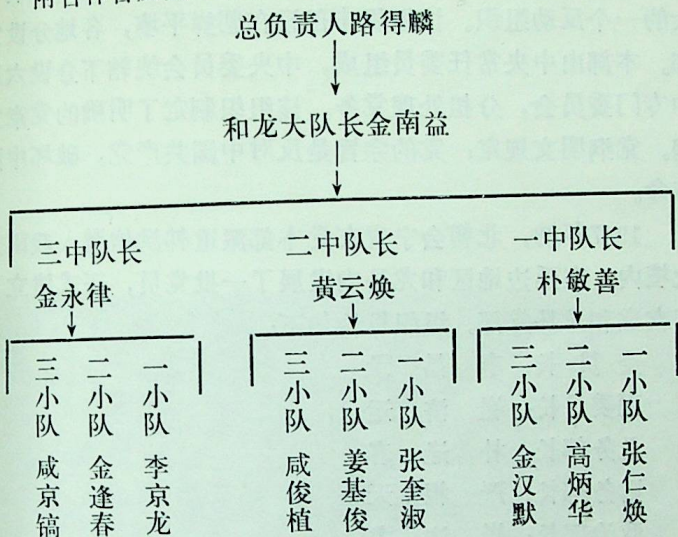 总负责人路得麟
和龙大队长金南益
三中队长
金永律
二中队长
黄云焕
一中队长
朴敏善
三小队 咸京镐
二小队 金逢春
一小队 李京龙
三小队 咸俊植
二小队 姜基俊
一小队 张奎淑
三小队 金汉默
二小队 高炳华
一小队 张仁焕